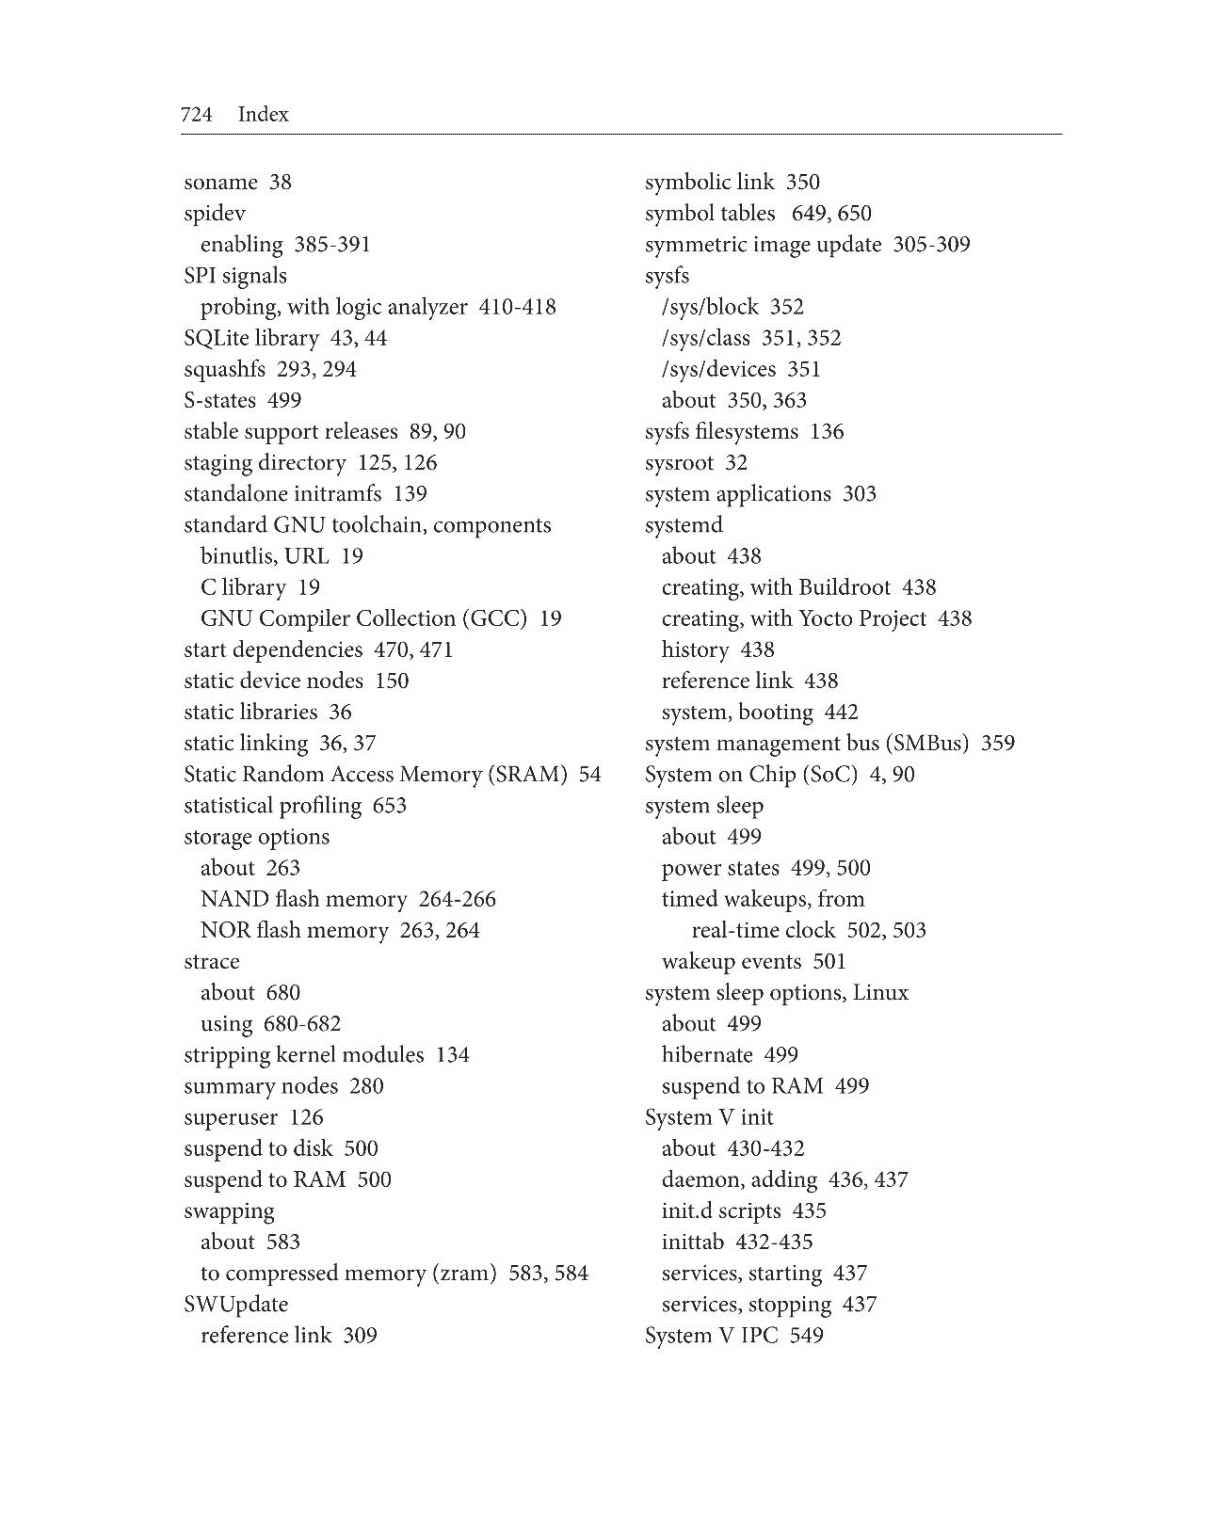 724 Index
soname 38
spidev
enabling 385-391
SPI signals
probing, with logic analyzer 410-418
SQLite library 43, 44
squashfs 293, 294
S-states 499
stable support releases 89, 90
staging directory 125, 126
standalone initramfs 139
standard GNU toolchain, components
binutlis, URL 19
C library 19
GNU Compiler Collection (GCC) 19
start dependencies 470, 471
static device nodes 150
static libraries 36
static linking 36, 37
Static Random Access Memory (SRAM) 54
statistical profiling 653
storage options
about 263
NAND flash memory 264-266
NOR flash memory 263, 264
strace
about 680
using 680-682
stripping kernel modules 134
summary nodes 280
superuser 126
suspend to disk 500
suspend to RAM 500
swapping
about 583
to compressed memory (zram) 583, 584
SWUpdate
reference link 309
symbolic link 350
symbol tables 649, 650
symmetric image update 305-309
sysfs
/sys/block 352
/sys/class 351, 352
/sys/devices 351
about 350, 363
sysfs filesystems 136
sysroot 32
system applications 303
systemd
about 438
creating, with Buildroot 438
creating, with Yocto Project 438
history 438
reference link 438
system, booting 442
system management bus (SMBus) 359
System on Chip (SoC) 4, 90
system sleep
about 499
power states 499, 500
timed wakeups, from
real-time clock 502, 503
wakeup events 501
system sleep options, Linux
about 499
hibernate 499
suspend to RAM 499
System V init
about 430-432
daemon, adding 436, 437
init.d scripts 435
inittab 432-435
services, starting 437
services, stopping 437
System V IPC 549